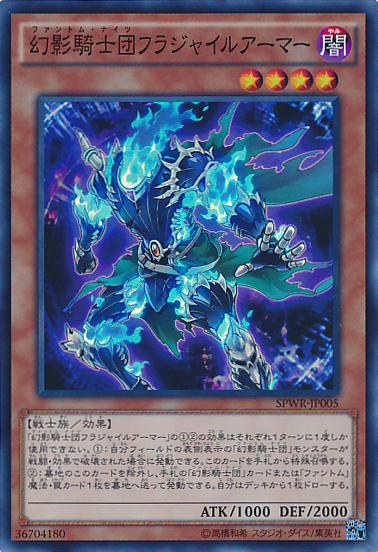 ファントム・ナイツ
幻影騎士団フラジャイルアーマー
やみ
闇
SPWR-JP005
【戦士族/効果】
「幻影騎士団フラジャイルアーマー」の①②の効果はそれぞれ1ターンに1度しか
使用できない。①:自分フィールドの表側表示の「幻影騎士団」モンスター
が戦闘・効果で破壊された場合に発動できる。このカードを手札から特殊召喚する。
②:墓地のこのカードを除外し、手札の「幻影騎士団」カードまたは「ファントム」
魔法・罠カード1枚を墓地へ送って発動できる。自分はデッキから1枚ドローする。
ATK/1000 DEF/2000
36704180
©高橋和希 スタジオ・ダイス/集英社